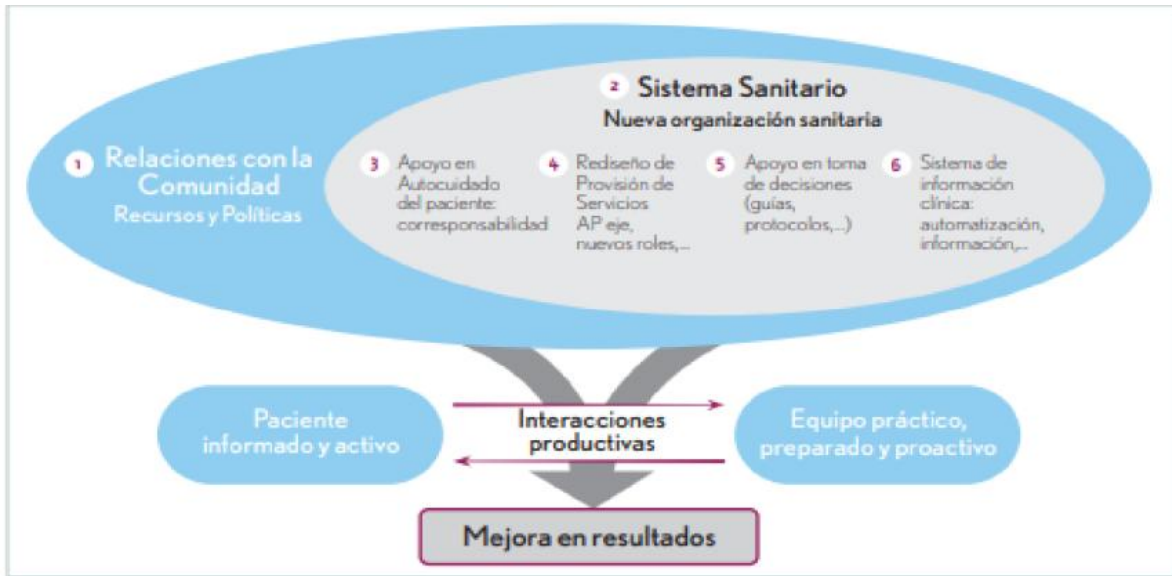 2 Sistema Sanitario
Nueva organización sanitaria
1 Relaciones con la
Comunidad
Recursos y Políticas
3 Apoyo en
Autocuidado
del paciente:
corresponsabilidad
4 Rediseño de
Provisión de
Servicios
AP eje,
nuevos roles,...
5 Apoyo en toma
de decisiones
(guías,
protocolos,...)
6 Sistema de
información
clínica:
automatización,
información,...
Paciente
informado y activo
Interacciones
productivas
Equipo práctico,
preparado y proactivo
Mejora en resultados